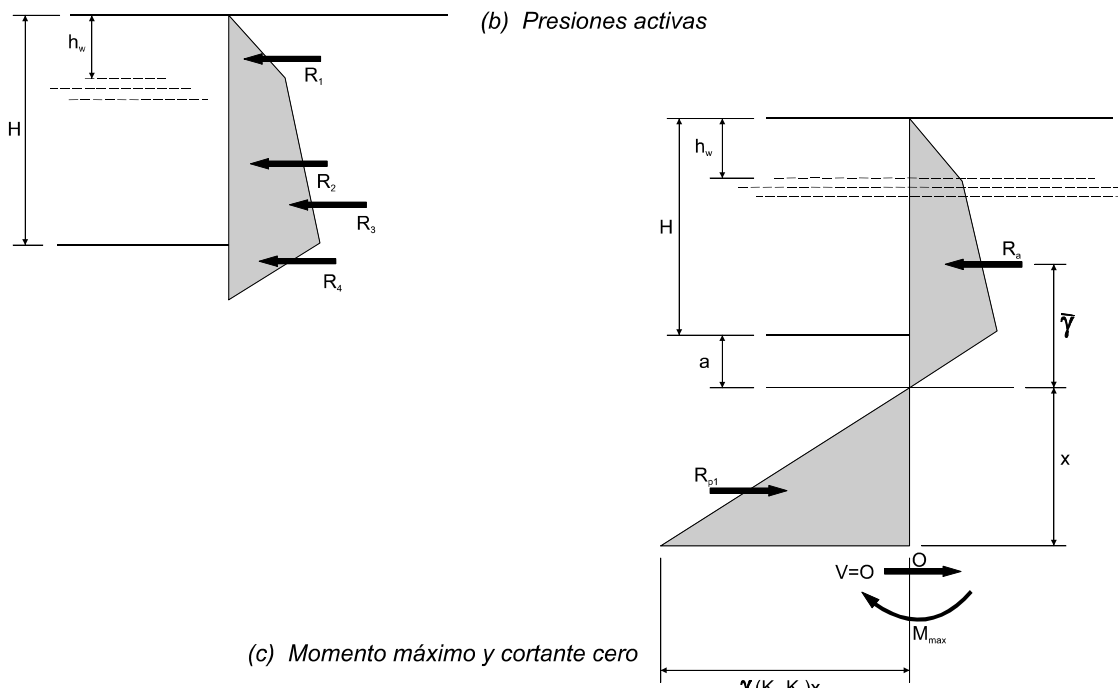 (b) Presiones activas
h_w
H
R_1
R_2
R_3
R_4
h_w
H
R_a
γ̅
a
x
R_p1
V=O
O
M_max
(c) Momento máximo y cortante cero